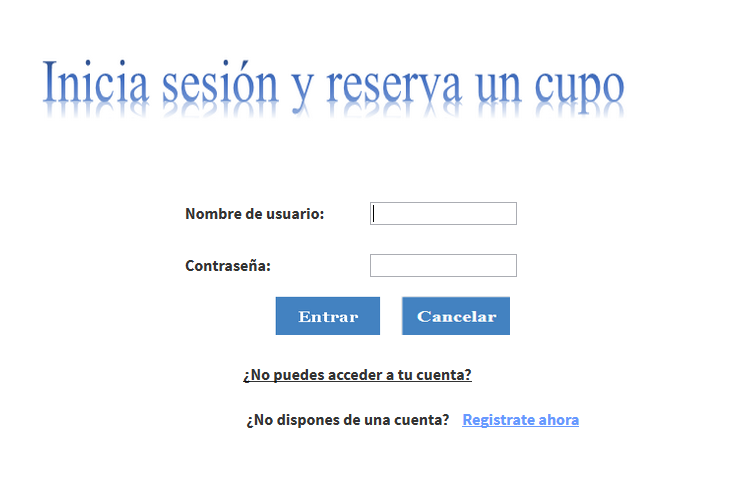 Inicia sesión y reserva un cupo
Nombre de usuario:
Contraseña:
Entrar Cancelar
¿No puedes acceder a tu cuenta?
¿No dispones de una cuenta? Registrate ahora